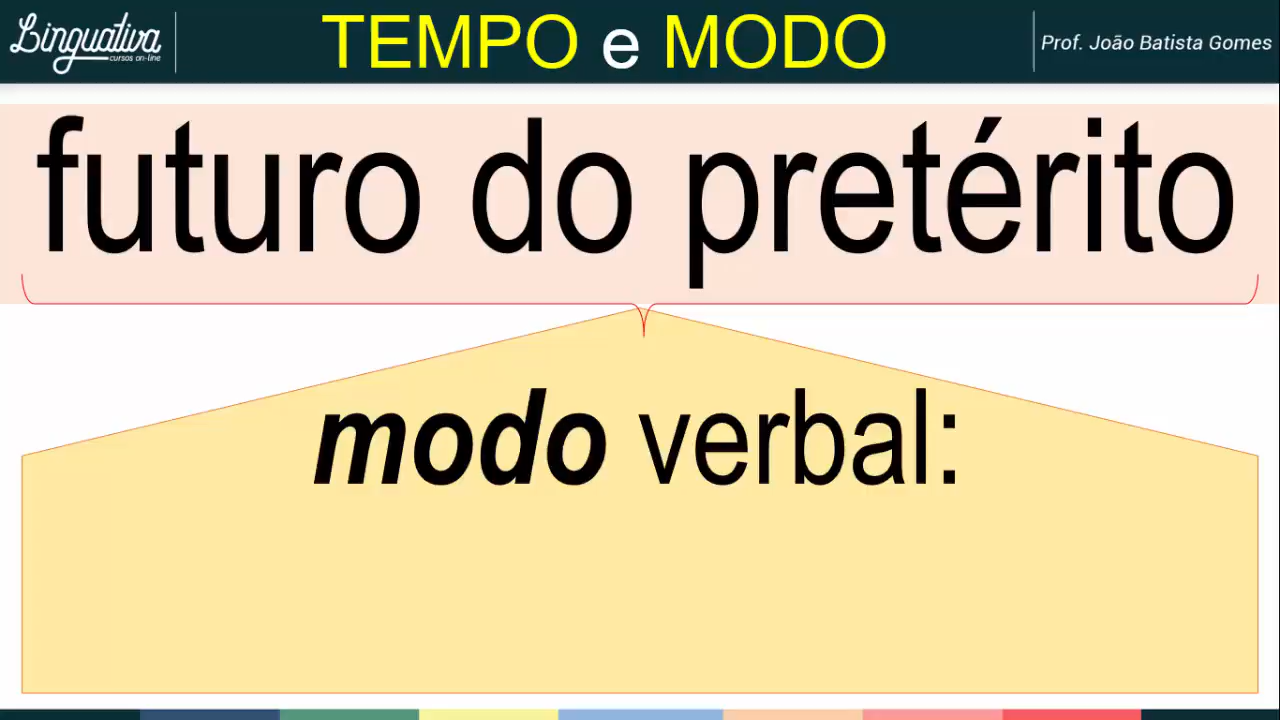 Linguativa
cursos on-line
TEMPO e MODO
Prof. João Batista Gomes
futuro do pretérito
modo verbal: